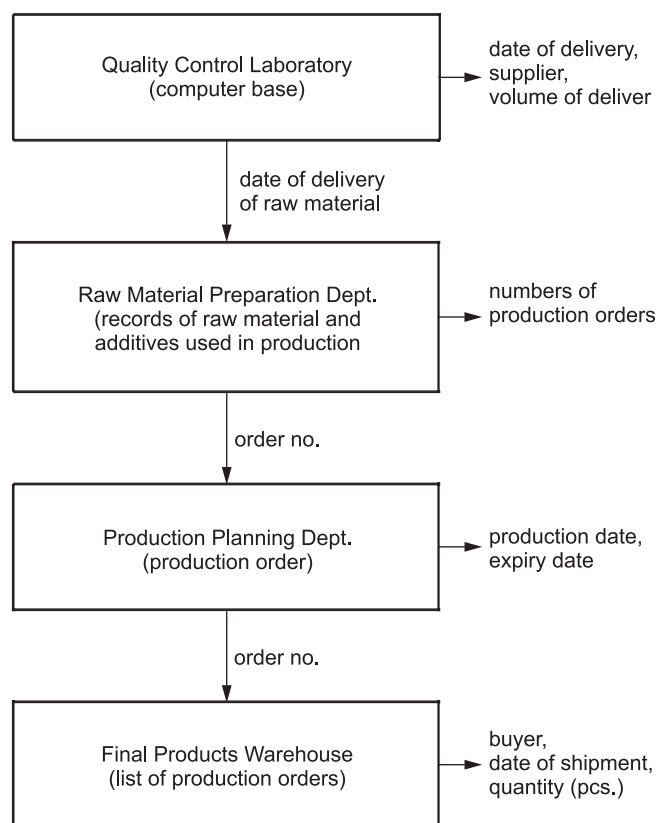 Quality Control Laboratory
(computer base)
date of delivery,
supplier,
volume of deliver
date of delivery
of raw material
Raw Material Preparation Dept.
(records of raw material and
additives used in production
numbers of
production orders
order no.
Production Planning Dept.
(production order)
production date,
expiry date
order no.
Final Products Warehouse
(list of production orders)
buyer,
date of shipment,
quantity (pcs.)